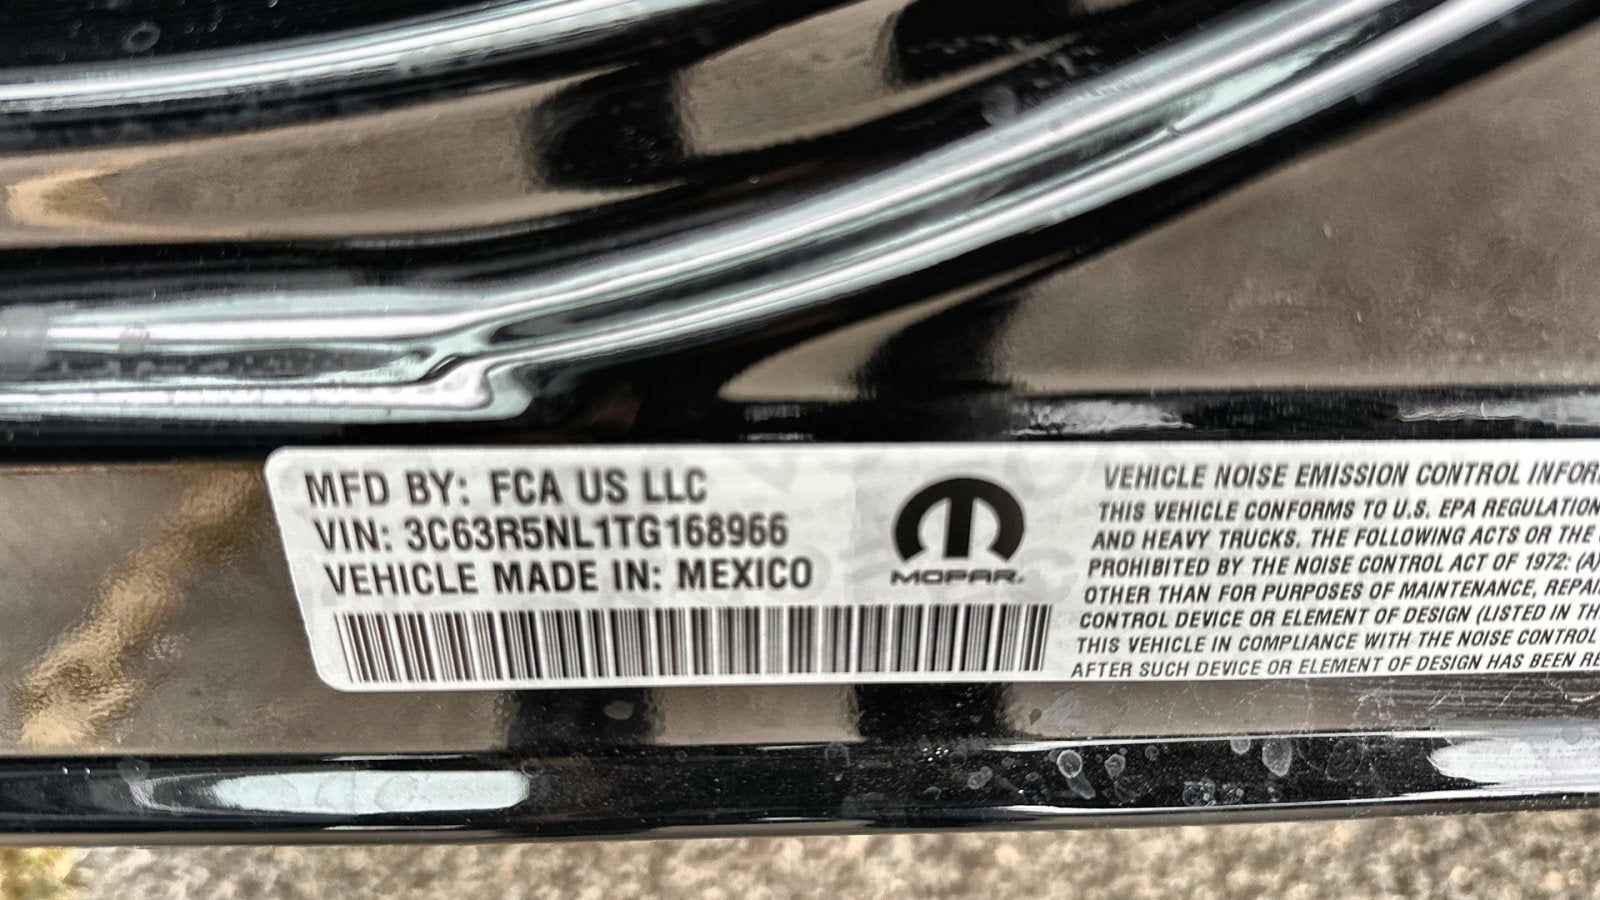 MFD BY: FCA US LLC
VIN: 3C63R5NL1TG168966
VEHICLE MADE IN: MEXICO
MOPAR.
VEHICLE NOISE EMISSION CONTROL INFOR
THIS VEHICLE CONFORMS TO U.S. EPA REGULATION
AND HEAVY TRUCKS. THE FOLLOWING ACTS OR THE
PROHIBITED BY THE NOISE CONTROL ACT OF 1972: (A)
OTHER THAN FOR PURPOSES OF MAINTENANCE, REPAI
CONTROL DEVICE OR ELEMENT OF DESIGN (LISTED IN TH
THIS VEHICLE IN COMPLIANCE WITH THE NOISE CONTROL
AFTER SUCH DEVICE OR ELEMENT OF DESIGN HAS BEEN RE